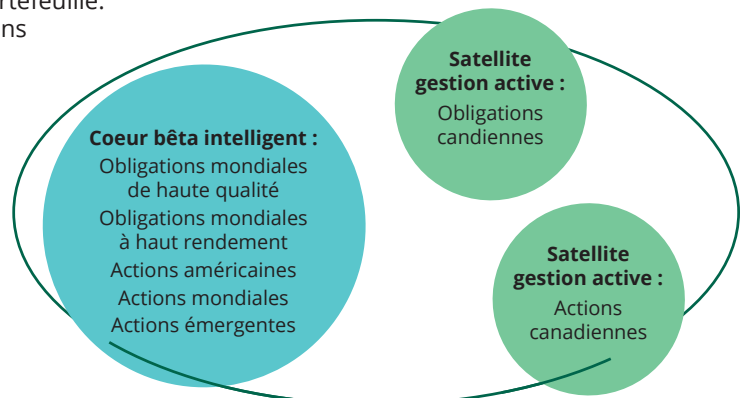 rtefeuille.
ns
Coeur bêta intelligent :
Obligations mondiales
de haute qualité
Obligations mondiales
à haut rendement
Actions américaines
Actions mondiales
Actions émergentes
Satellite
gestion active :
Obligations
candiennes
Satellite
gestion active :
Actions
canadiennes